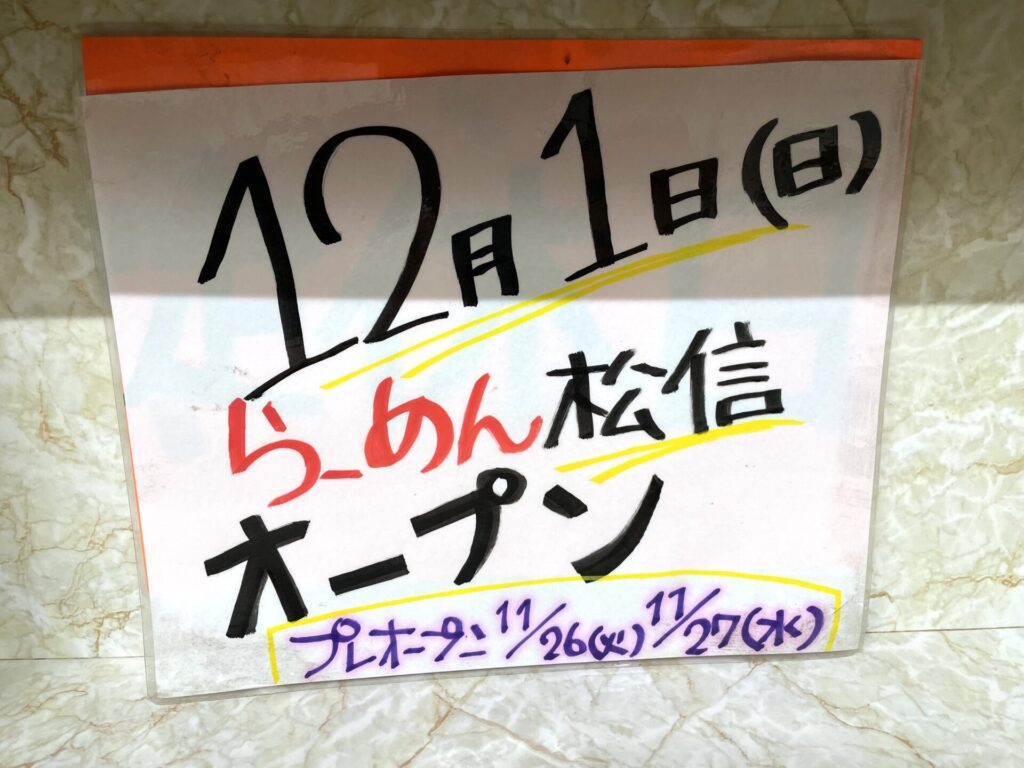 12月1日(日)
らーめん松信
オープン
プレオープン 11/26(火) 11/27(水)